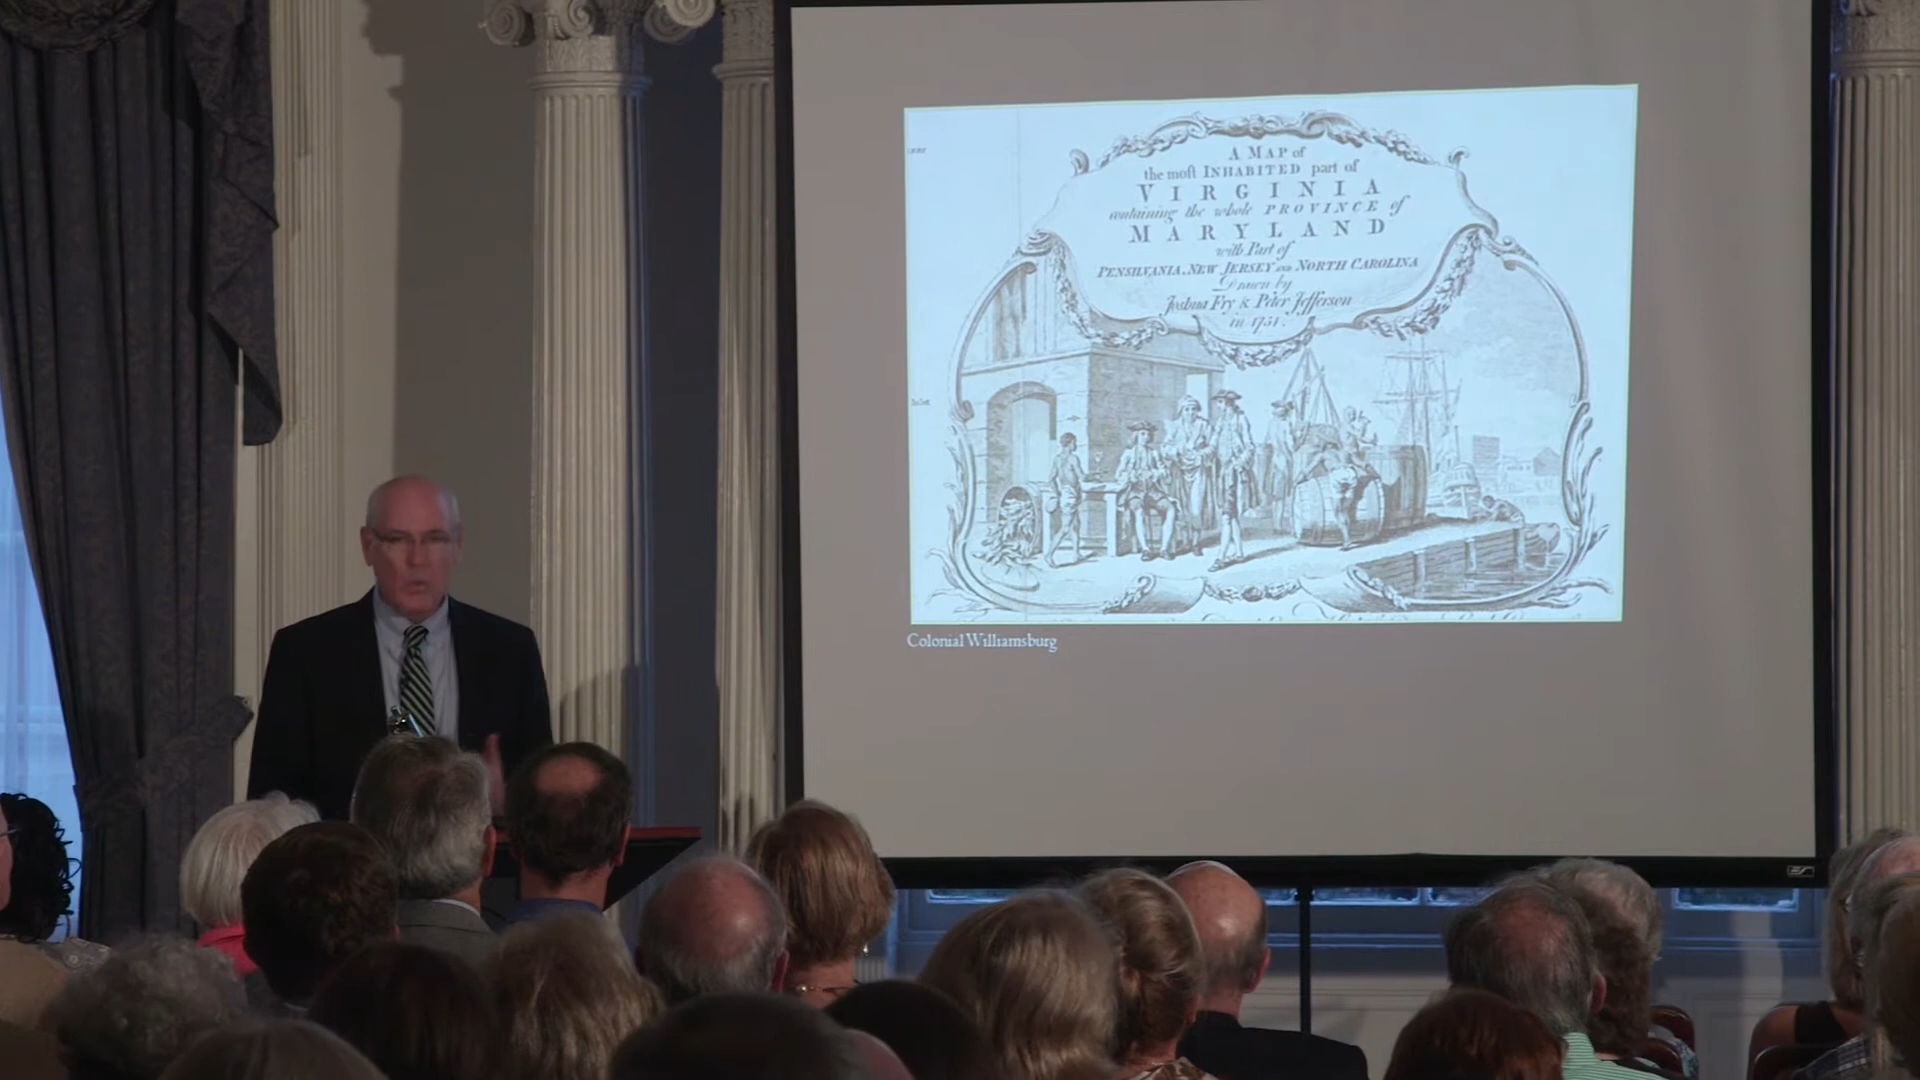 A MAP of
the most INHABITED part of
VIRGINIA
containing the whole PROVINCE of
MARYLAND
with Part of
PENSILVANIA, NEW JERSEY AND NORTH CAROLINA
Drawn by
Joshua Fry & Peter Jefferson
in 1751.
Colonial Williamsburg